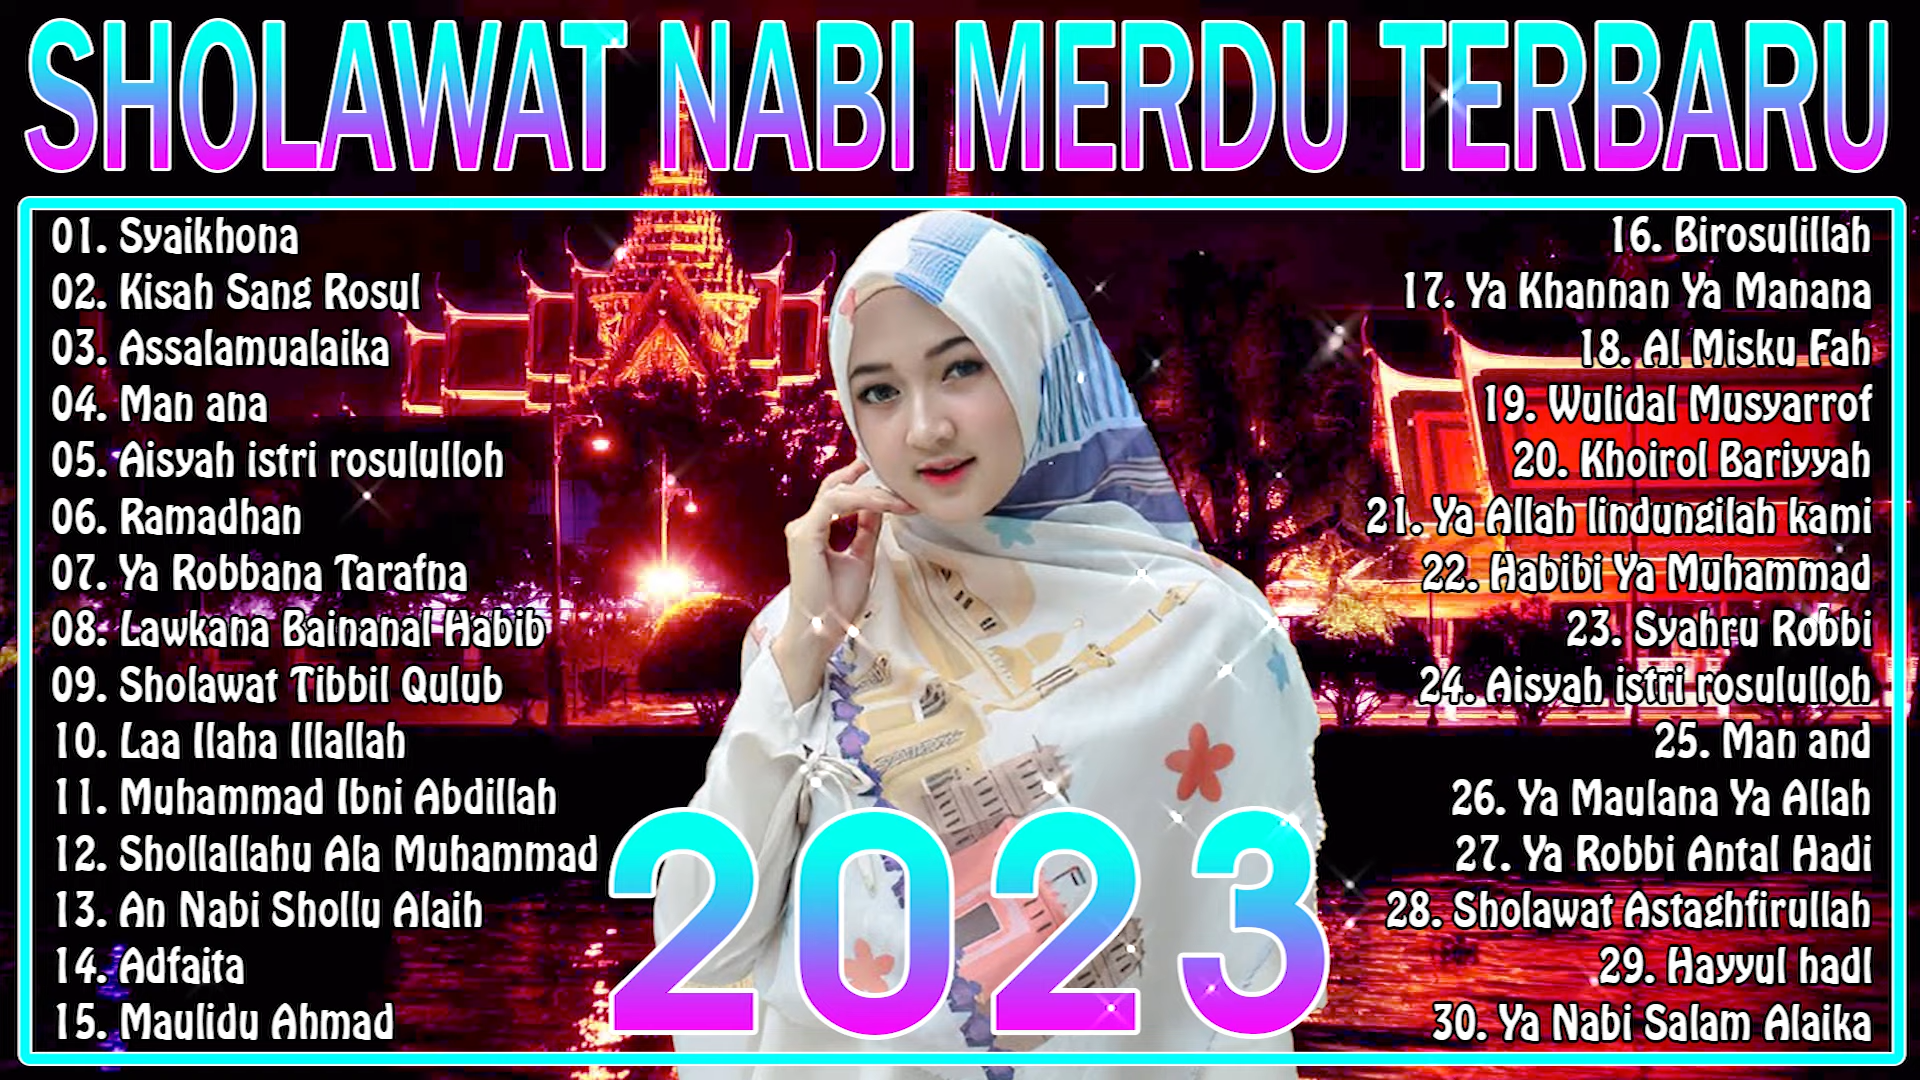 SHOLAWAT NABI MERDU TERBARU
01. Syaikhona
02. Kisah Sang Rosul
03. Assalamualaika
04. Man ana
05. Aisyah istri rosululloh
06. Ramadhan
07. Ya Robbana Tarafna
08. Lawkana Bainanal Habib
09. Sholawat Tibbil Qulub
10. Laa Ilaha Illallah
11. Muhammad Ibni Abdillah
12. Shollallahu Ala Muhammad
13. An Nabi Shollu Alaih
14. Adfaita
15. Maulidu Ahmad
16. Birosulillah
17. Ya Khannan Ya Manana
18. Al Misku Fah
19. Wulidal Musyarrof
20. Khoirol Bariyyah
21. Ya Allah lindungilah kami
22. Habibi Ya Muhammad
23. Syahru Robbi
24. Aisyah istri rosululloh
25. Man and
26. Ya Maulana Ya Allah
27. Ya Robbi Antal Hadi
28. Sholawat Astaghfirullah
29. Hayyul hadl
30. Ya Nabi Salam Alaika
2023